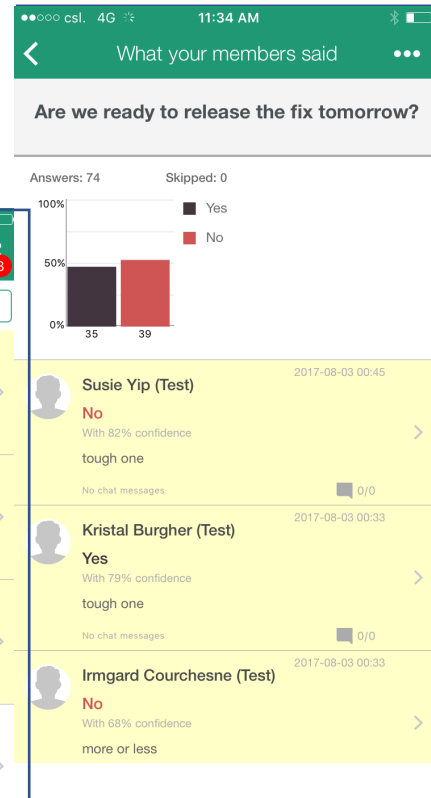 csl. 4G 11:34 AM
What your members said
Are we ready to release the fix tomorrow?
Answers: 74 Skipped: 0
100%
Yes
No
50%
0%
35 39
2017-08-03 00:45
Susie Yip (Test)
No
With 82% confidence
tough one
No chat messages 0/0
2017-08-03 00:33
Kristal Burgher (Test)
Yes
With 79% confidence
tough one
No chat messages 0/0
2017-08-03 00:33
Irmgard Courchesne (Test)
No
With 68% confidence
more or less